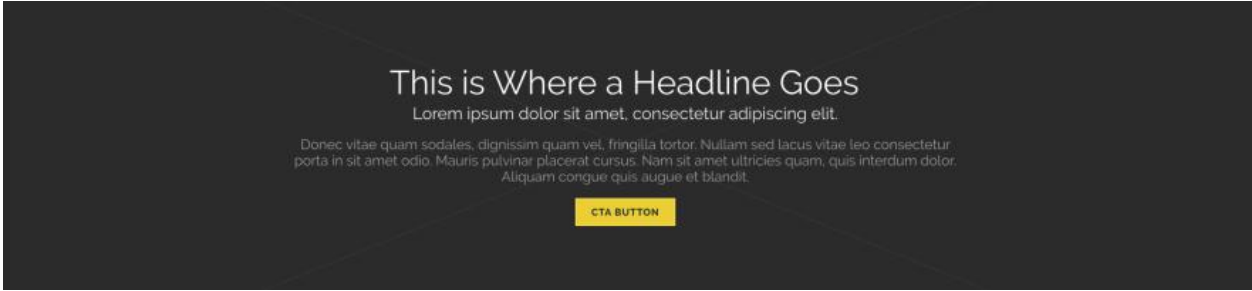 This is Where a Headline Goes
Lorem ipsum dolor sit amet, consectetur adipiscing elit.
Donec vitae quam sodales, dignissim quam vel, fringilla tortor. Nullam sed lacus vitae leo consectetur
porta in sit amet odio. Mauris pulvinar placerat cursus. Nam sit amet ultricies quam, quis interdum dolor.
Aliquam congue quis augue et blandit.
CTA BUTTON